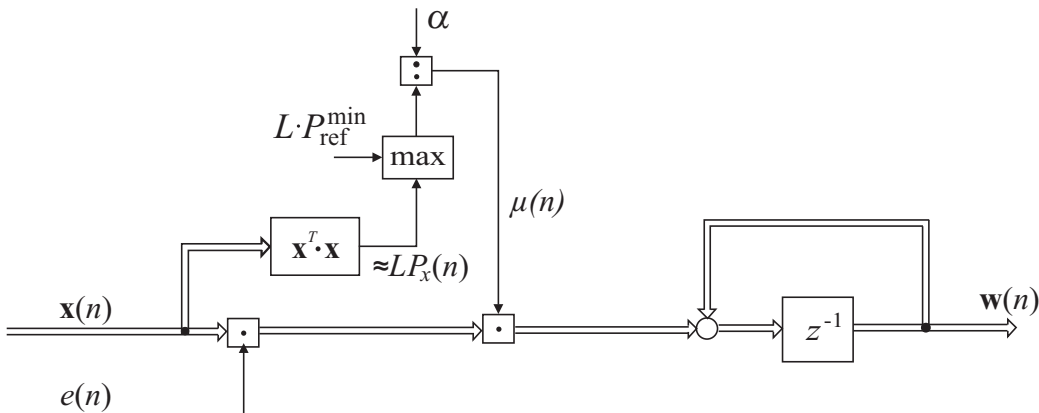 α
:
L·P_ref^min
max
μ(n)
x^T·x
≈LP_x(n)
x(n)
w(n)
·
·
z^-1
e(n)